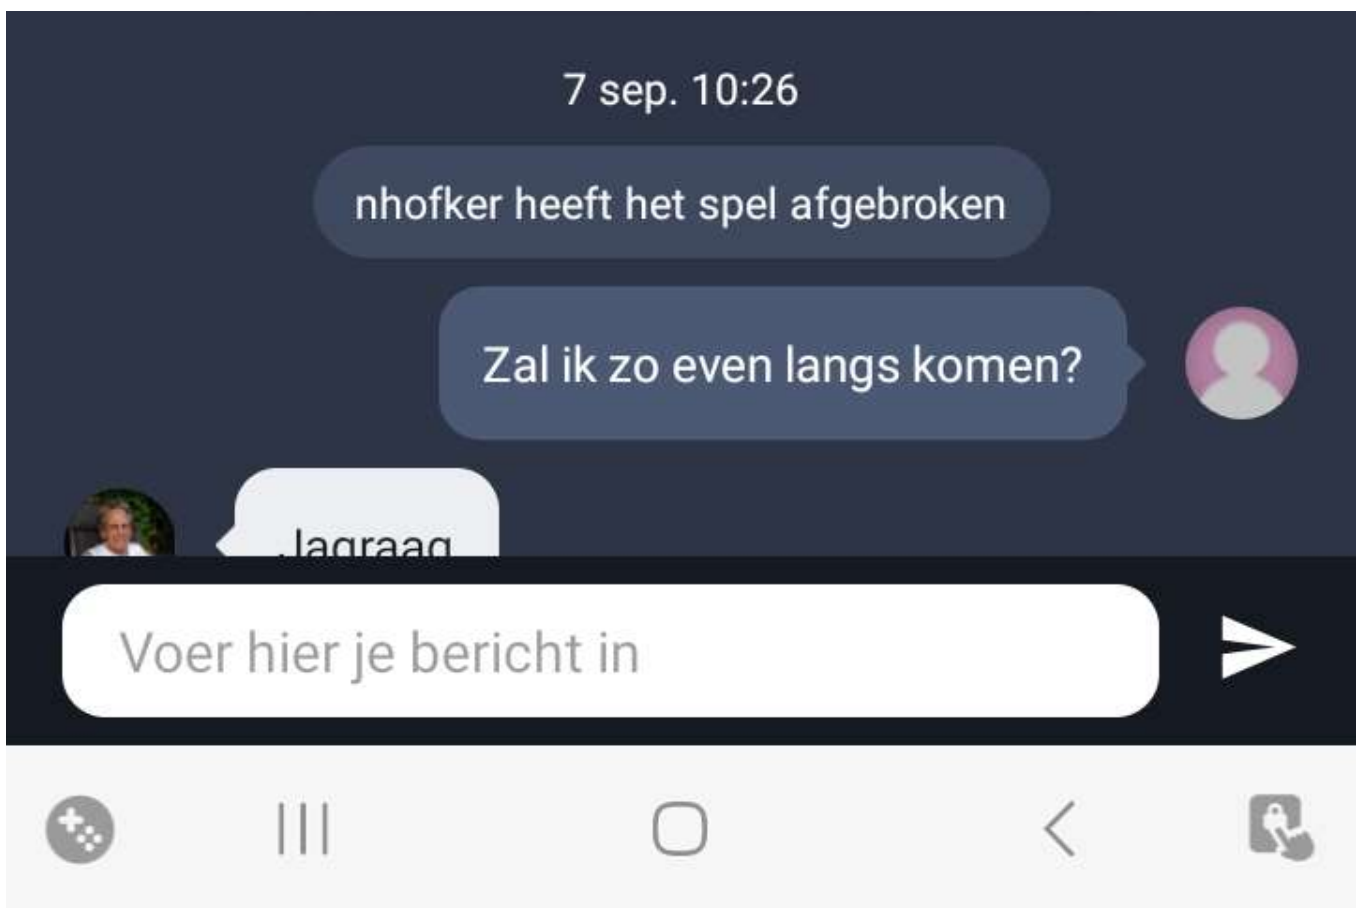 7 sep. 10:26
nhofker heeft het spel afgebroken
Zal ik zo even langs komen?
Jagraag
Voer hier je bericht in